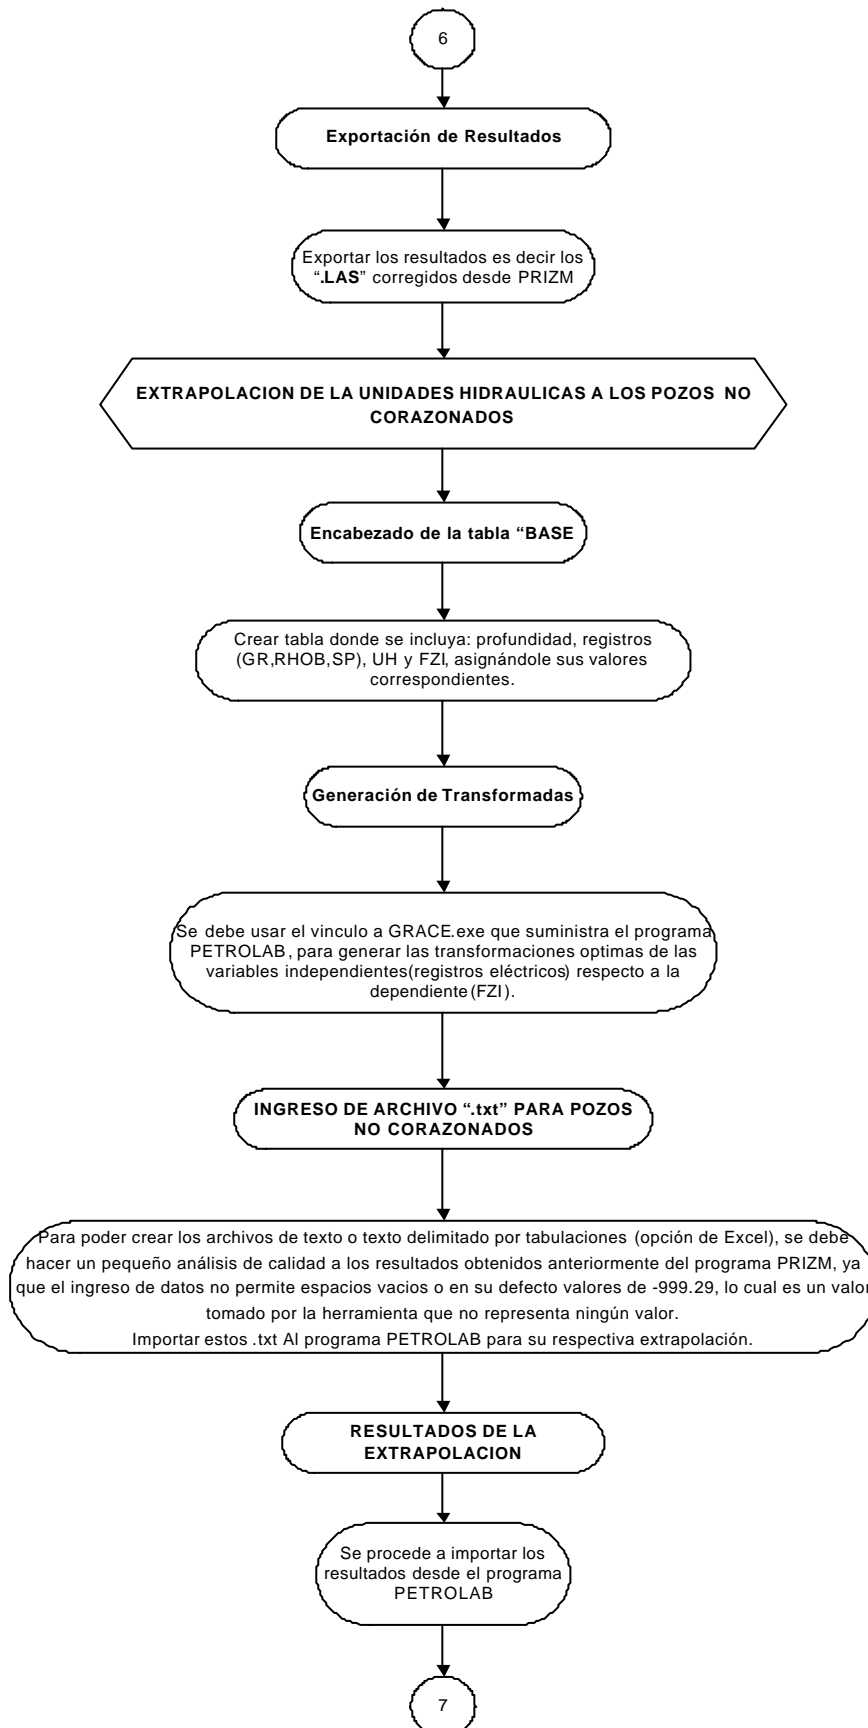 6
Exportación de Resultados
Exportar los resultados es decir los
“.LAS” corregidos desde PRIZM
EXTRAPOLACION DE LA UNIDADES HIDRAULICAS A LOS POZOS NO
CORAZONADOS
Encabezado de la tabla “BASE
Crear tabla donde se incluya: profundidad, registros
(GR,RHOB,SP), UH y FZI, asignándole sus valores
correspondientes.
Generación de Transformadas
Se debe usar el vinculo a GRACE.exe que suministra el programa
PETROLAB, para generar las transformaciones optimas de las
variables independientes(registros eléctricos) respecto a la
dependiente(FZI).
INGRESO DE ARCHIVO “.txt” PARA POZOS
NO CORAZONADOS
Para poder crear los archivos de texto o texto delimitado por tabulaciones (opción de Excel), se debe
hacer un pequeño análisis de calidad a los resultados obtenidos anteriormente del programa PRIZM, ya
que el ingreso de datos no permite espacios vacios o en su defecto valores de -999.29, lo cual es un valor
tomado por la herramienta que no representa ningún valor.
Importar estos .txt Al programa PETROLAB para su respectiva extrapolación.
RESULTADOS DE LA
EXTRAPOLACION
Se procede a importar los
resultados desde el programa
PETROLAB
7